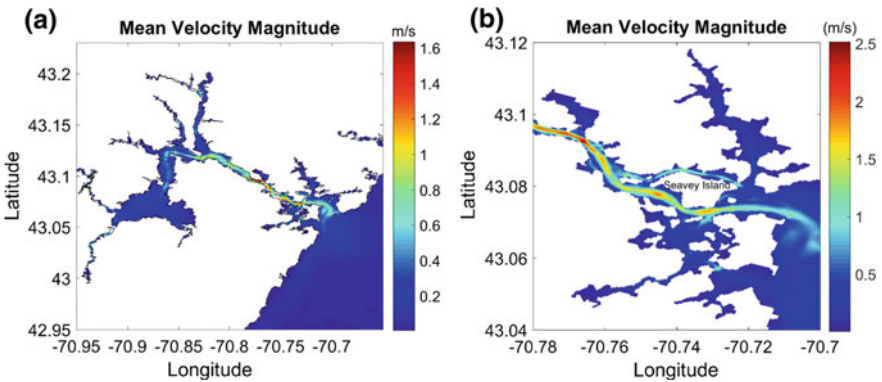 (a)
Mean Velocity Magnitude
m/s
1.6
1.4
1.2
1
0.8
0.6
0.4
0.2
43.2
43.15
43.1
43.05
43
42.95
Latitude
-70.95 -70.9 -70.85 -70.8 -70.75 -70.7
Longitude
(b)
Mean Velocity Magnitude
(m/s)
2.5
2
1.5
1
0.5
43.12
43.1
43.08
43.06
43.04
Latitude
Seavey Island
-70.78 -70.76 -70.74 -70.72 -70.7
Longitude